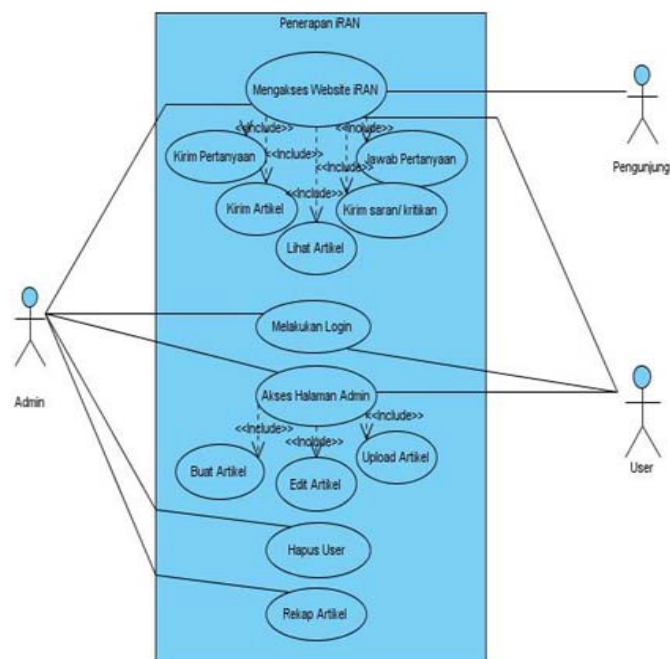 Penerapan iRAN
Mengakses Website iRAN
Pengunjung
<<Include>>
<<Include>>
Kirim Pertanyaan
<<Include>>
<<Include>>
Jawab Pertanyaan
<<Include>>
Kirim Artikel
Kirim saran/ kritikan
Lihat Artikel
Admin
Melakukan Login
Akses Halaman Admin
User
<<Include>>
<<Include>>
<<Include>>
Buat Artikel
Edit Artikel
Upload Artikel
Hapus User
Rekap Artikel